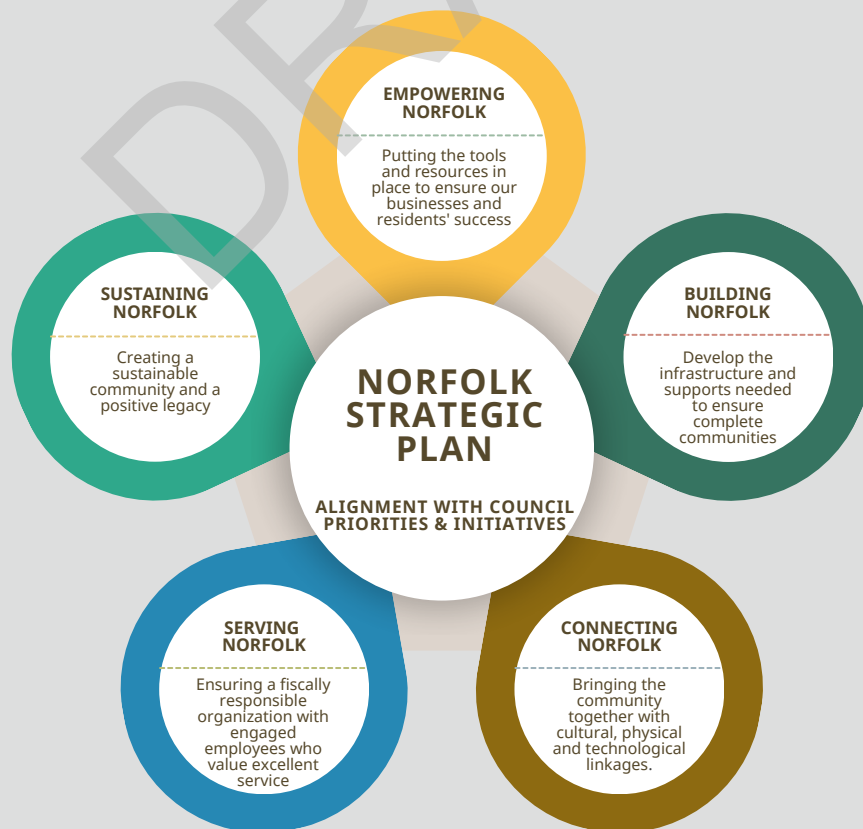 EMPOWERING
NORFOLK
Putting the tools
and resources in
place to ensure our
businesses and
residents' success
SUSTAINING
NORFOLK
Creating a
sustainable
community and a
positive legacy
BUILDING
NORFOLK
Develop the
infrastructure and
supports needed
to ensure
complete
communities
NORFOLK
STRATEGIC
PLAN
ALIGNMENT WITH COUNCIL
PRIORITIES & INITIATIVES
SERVING
NORFOLK
Ensuring a fiscally
responsible
organization with
engaged
employees who
value excellent
service
CONNECTING
NORFOLK
Bringing the
community
together with
cultural, physical
and technological
linkages.